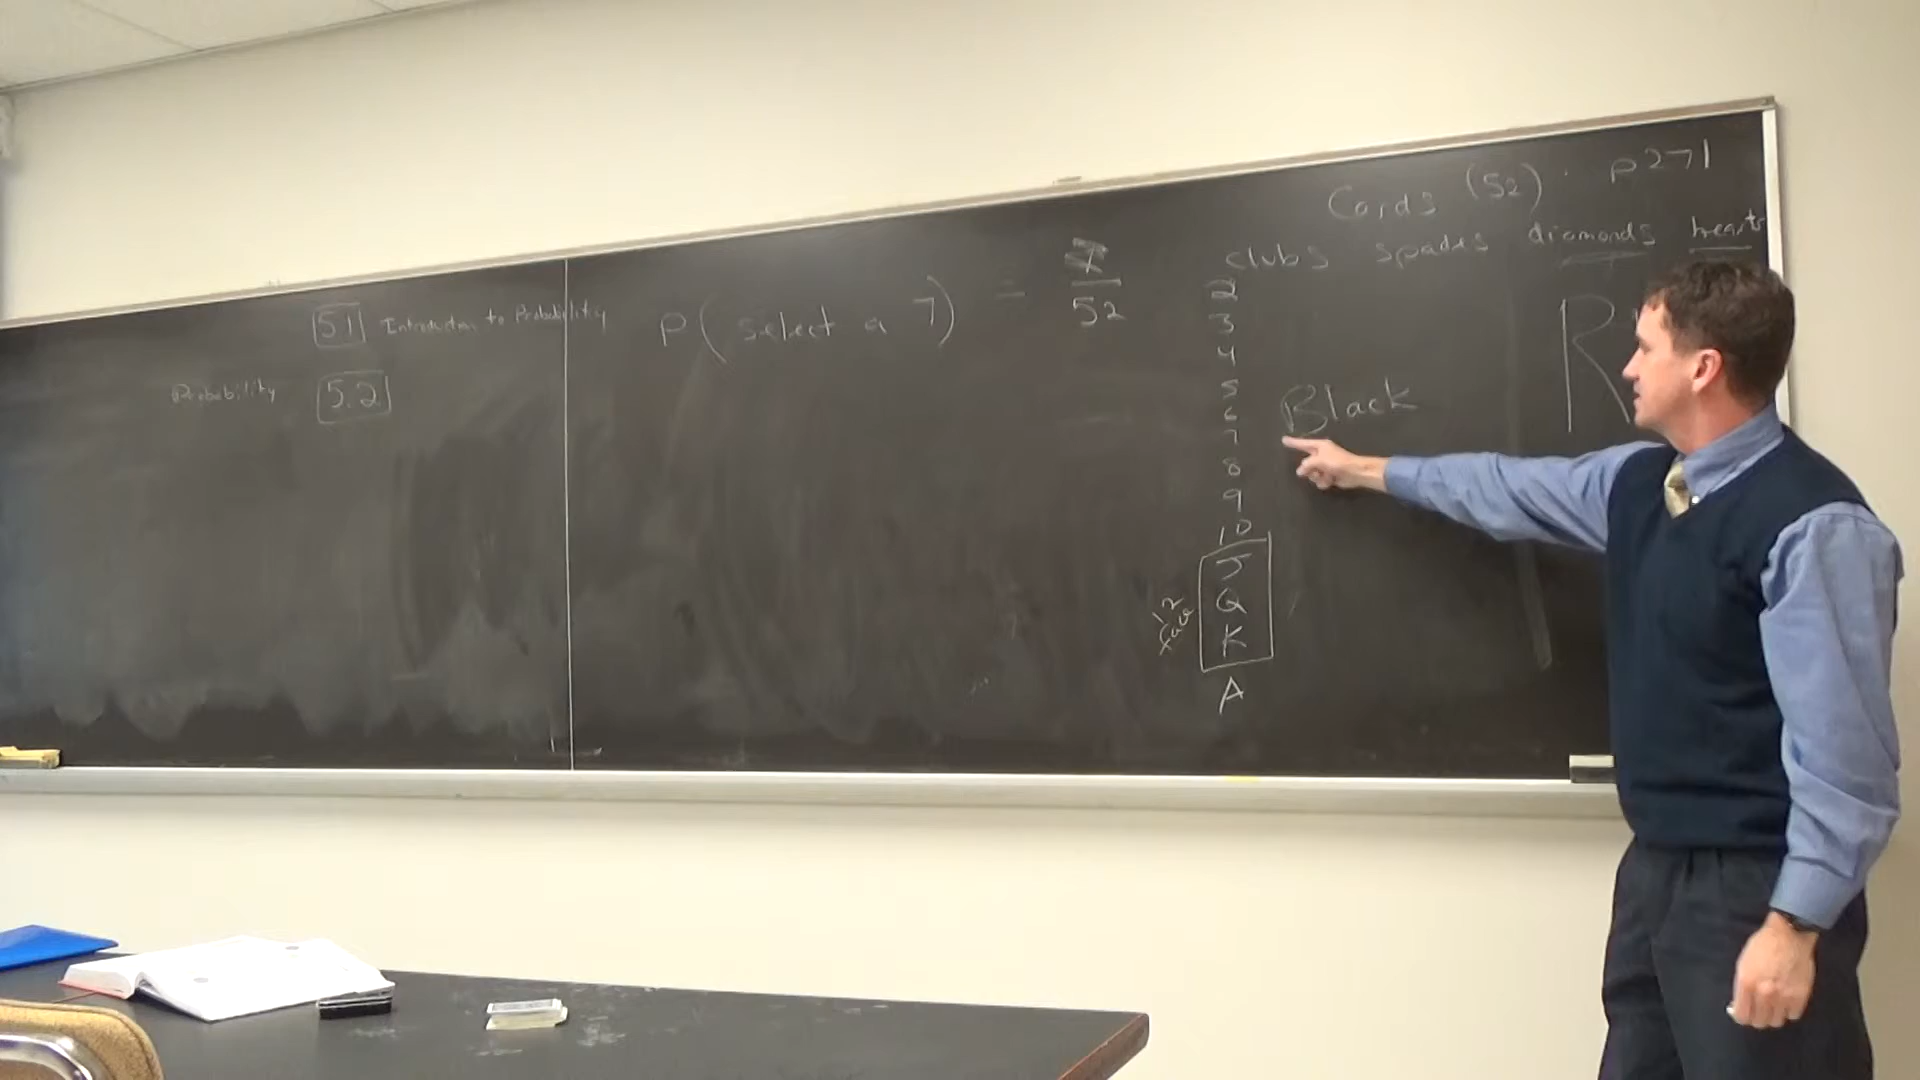 Cards (52) p271
clubs spades diamonds hearts
5.1 Introduction to Probability
Probability 5.2
P(select a 7) = 
52
2
3
4
5
6
7
8
9
10
J
Q
K
A
12 face
Black
R